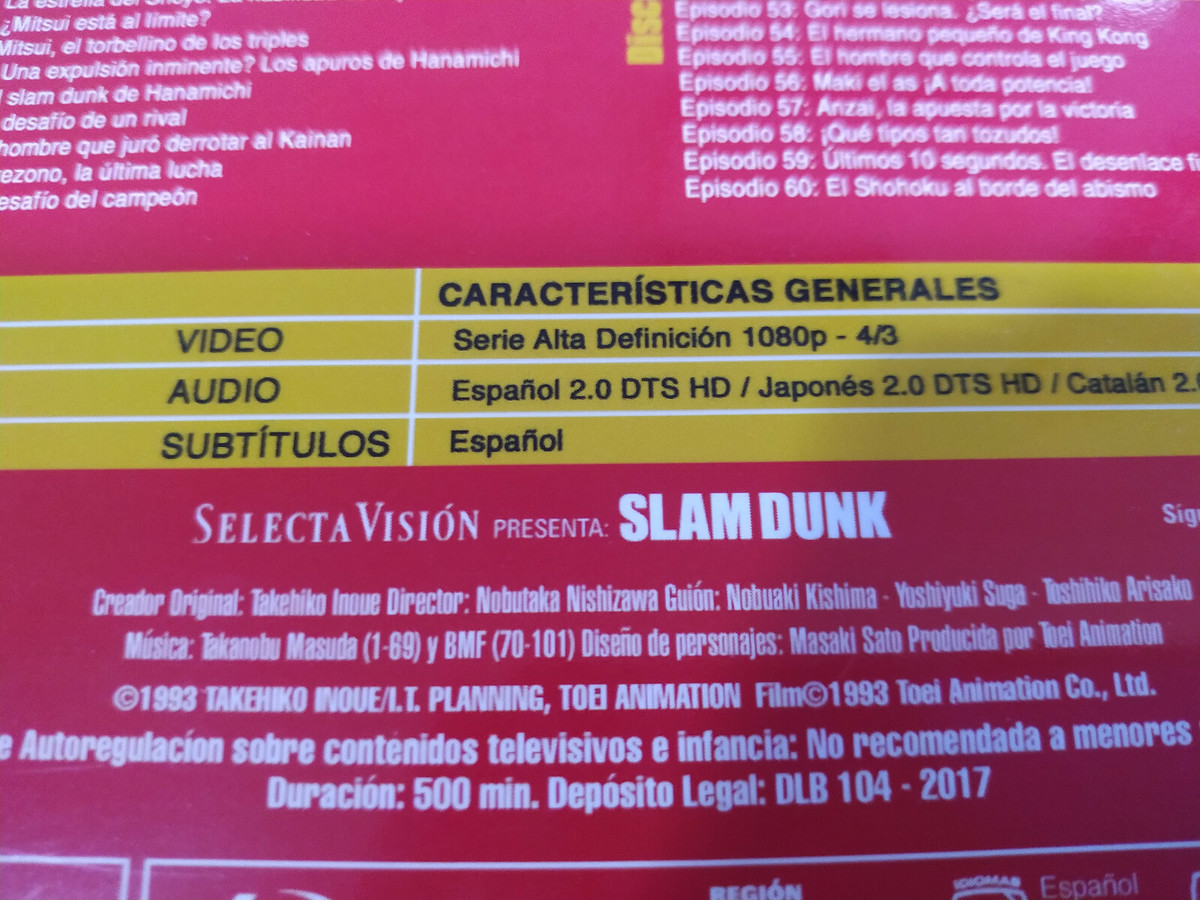 ¿Mitsui está al límite?
Mitsui, el torbellino de los triples
Una expulsión inminente? Los apuros de Hanamichi
slam dunk de Hanamichi
desafío de un rival
hombre que juró derrotar al Kainan
la última lucha
del campeón
Disc
Episodio 53: Gori se lesiona. ¿Será el final?
Episodio 54: El hermano pequeño de King Kong
Episodio 55: El hombre que controla el juego
Episodio 56: Maki el as ¡A toda potencia!
Episodio 57: Anzai, la apuesta por la victoria
Episodio 58: ¡Qué tipos tan tozudos!
Episodio 59: Últimos 10 segundos. El desenlace
Episodio 60: El Shohoku al borde del abismo
CARACTERÍSTICAS GENERALES
VIDEO Serie Alta Definición 1080p - 4/3
AUDIO Español 2.0 DTS HD / Japonés 2.0 DTS HD / Catalán 2.0
SUBTÍTULOS Español
SELECTA VISIÓN PRESENTA: SLAM DUNK
Creador Original: Takehiko Inoue Director: Nobutaka Nishizawa Guión: Nobuaki Kishima - Yoshiyuki Suga - Toshihiko Arisako
Música: Takanobu Masuda (1-69) y BMF (70-101) Diseño de personajes: Masaki Sato Producida por Toei Animation
©1993 TAKEHIKO INOUE/I.T. PLANNING, TOEI ANIMATION Film©1993 Toei Animation Co., Ltd.
e Autoregulacíon sobre contenidos televisivos e infancia: No recomendada a menores
Duración: 500 min. Depósito Legal: DLB 104 - 2017
REGIÓN
IDIOMAS
Español